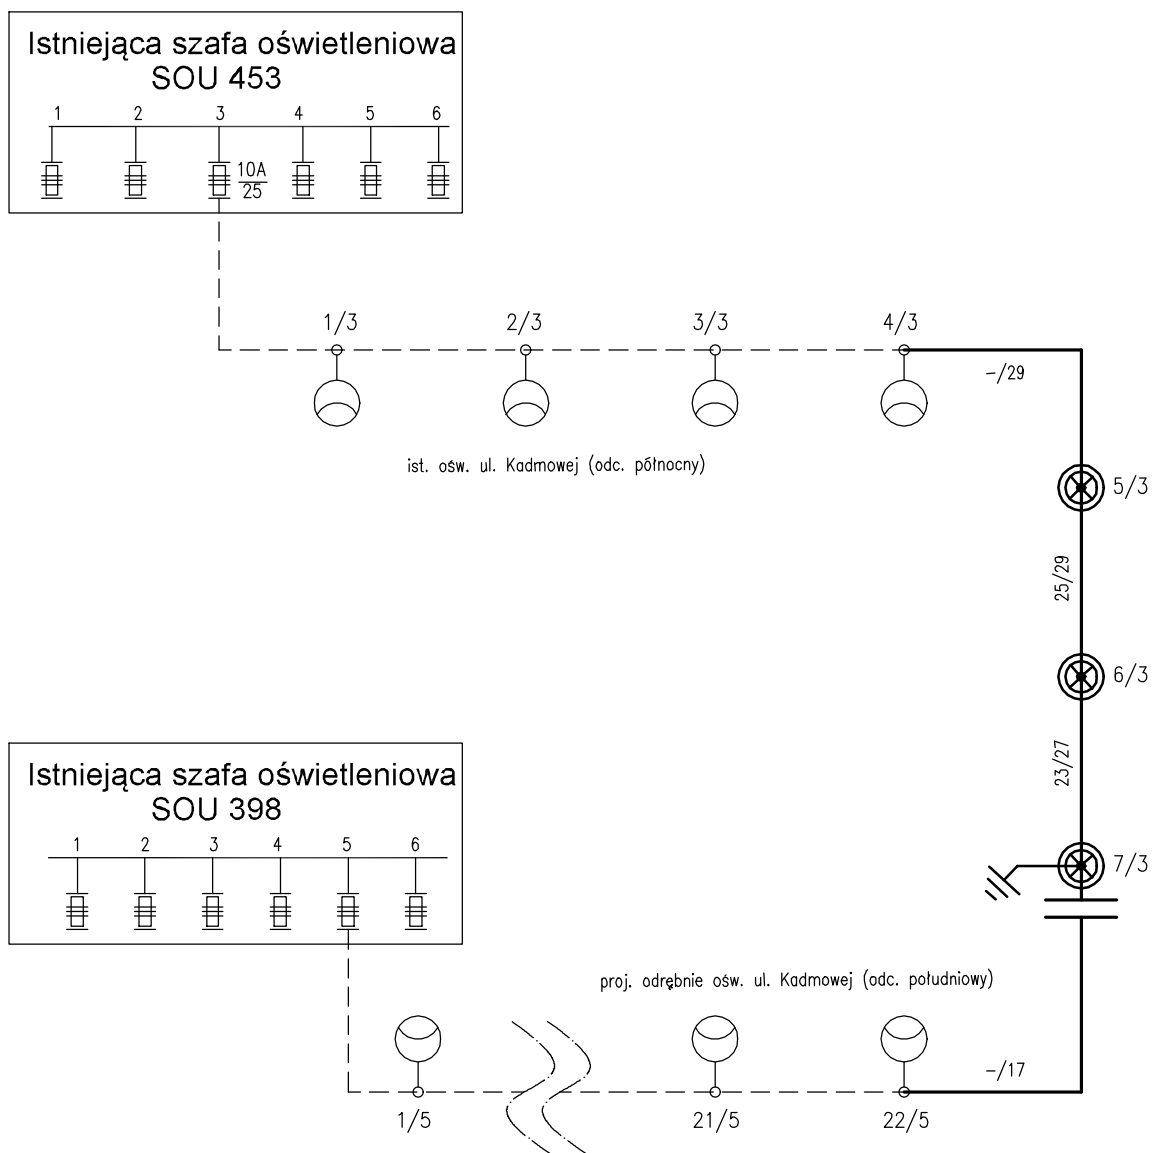 Istniejąca szafa oświetleniowa
SOU 453
1 2 3 4 5 6
10A
25
1/3 2/3 3/3 4/3
-/29
ist. ośw. ul. Kadmowej (odc. północny)
5/3
25/29
6/3
23/27
7/3
Istniejąca szafa oświetleniowa
SOU 398
1 2 3 4 5 6
proj. odrębnie ośw. ul. Kadmowej (odc. południowy)
-/17
1/5 21/5 22/5